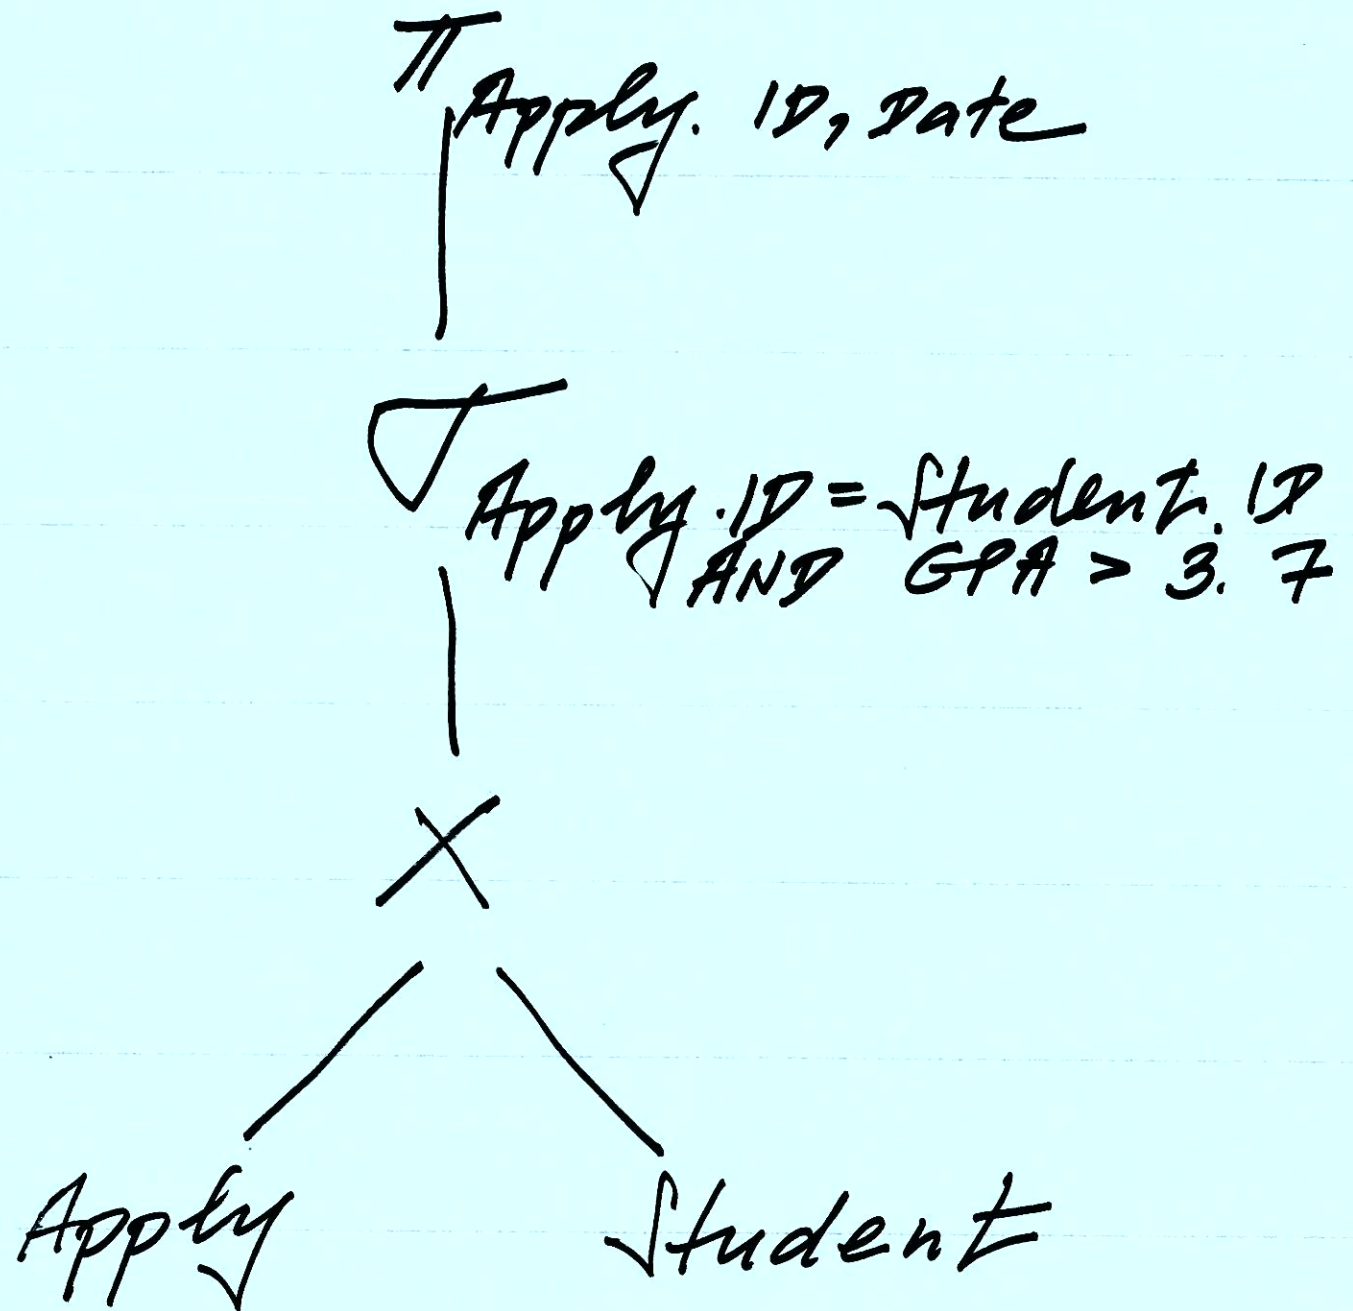 π Apply. ID, Date
σ Apply.ID = Student.ID
AND GPA > 3.7
×
Apply Student